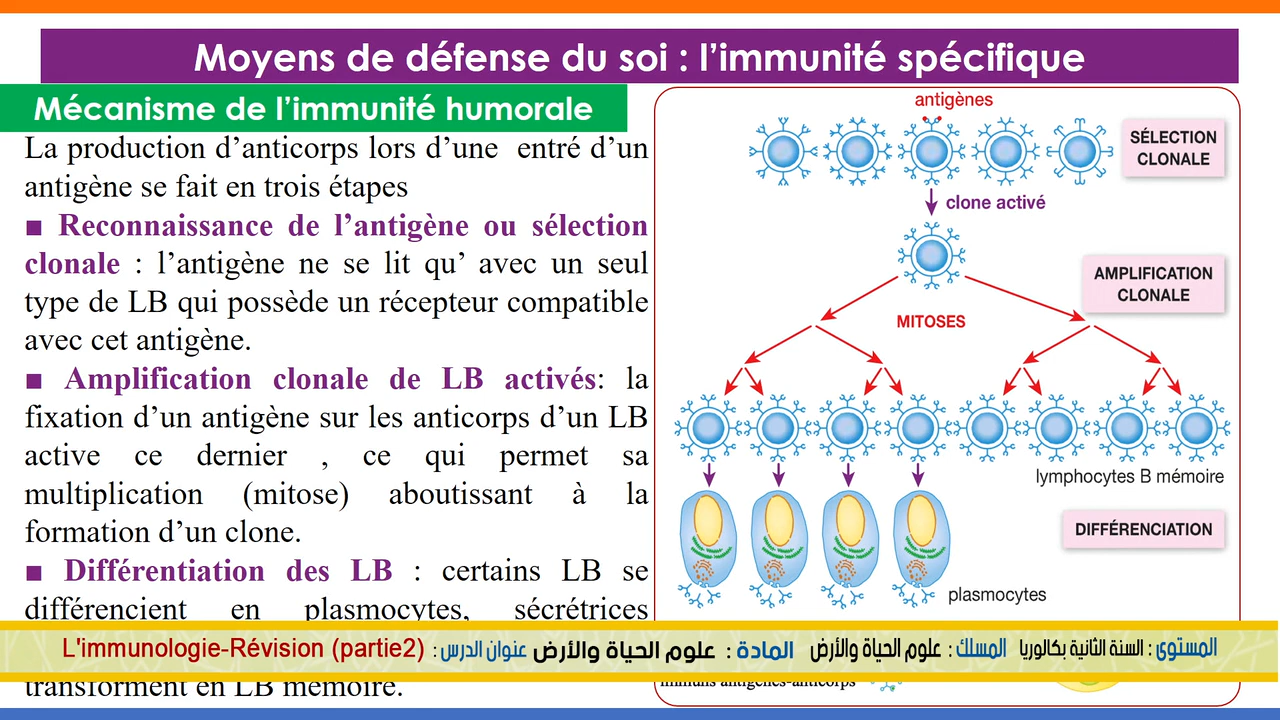 Moyens de défense du soi : l’immunité spécifique
Mécanisme de l’immunité humorale
La production d’anticorps lors d’une entré d’un
antigène se fait en trois étapes
■ Reconnaissance de l’antigène ou sélection
clonale : l’antigène ne se lit qu’ avec un seul
type de LB qui possède un récepteur compatible
avec cet antigène.
■ Amplification clonale de LB activés: la
fixation d’un antigène sur les anticorps d’un LB
active ce dernier , ce qui permet sa
multiplication (mitose) aboutissant à la
formation d’un clone.
■ Différentiation des LB : certains LB se
différencient en plasmocytes, sécrétrices
transforment en LB mémoire.
antigènes
SÉLECTION
CLONALE
clone activé
AMPLIFICATION
CLONALE
MITOSES
lymphocytes B mémoire
DIFFÉRENCIATION
plasmocytes
immuns antigènes-anticorps
المستوى : السنة الثانية بكالوريا المسلك : علوم الحياة والأرض المادة : علوم الحياة والأرض عنوان الدرس : L'immunologie-Révision (partie2)